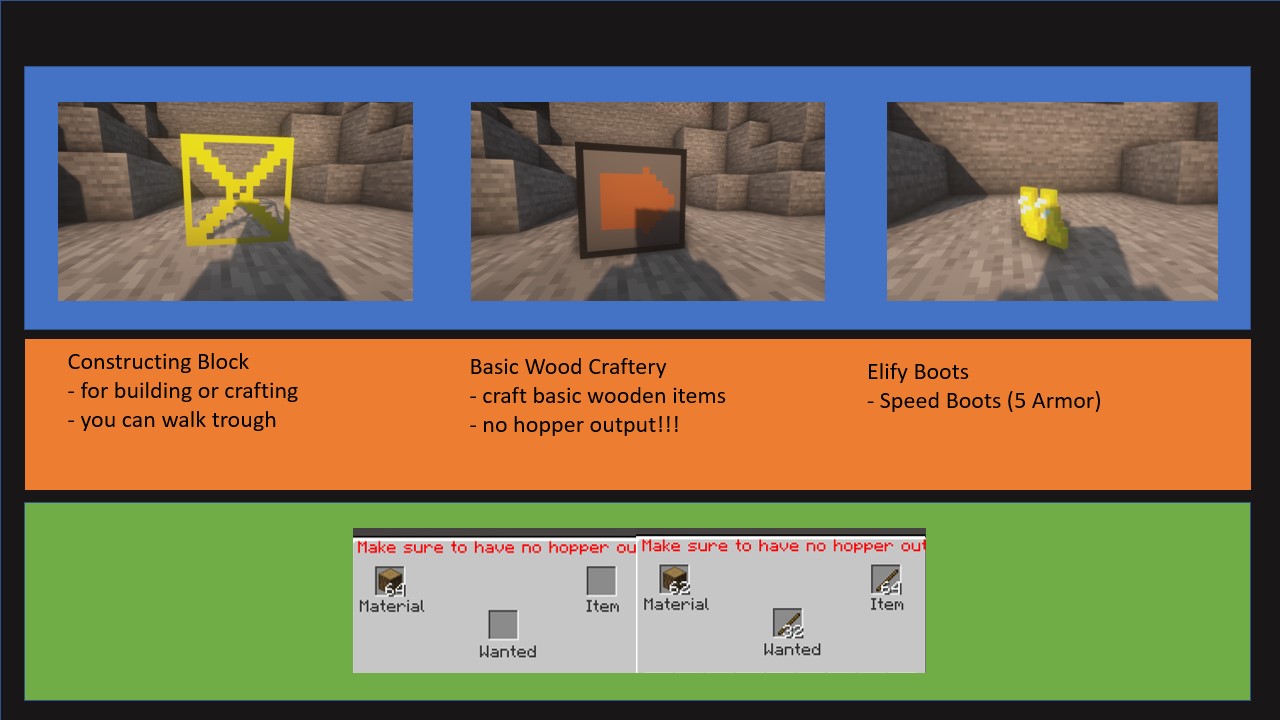 Constructing Block
- for building or crafting
- you can walk trough
Basic Wood Craftery
- craft basic wooden items
- no hopper output!!!
Elify Boots
- Speed Boots (5 Armor)
Make sure to have no hopper ou
64
Material
Item
Wanted
Make sure to have no hopper out
62
64
Material
Item
32
Wanted